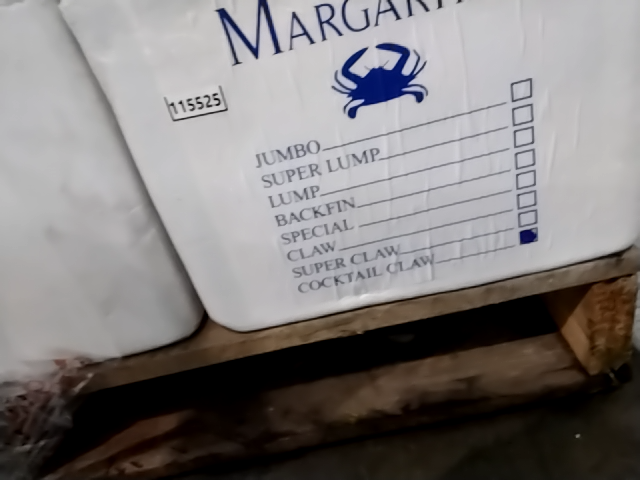 115525
JUMBO
SUPER LUMP
LUMP
BACKFIN
SPECIAL
CLAW
SUPER CLAW
COCKTAIL CLAW